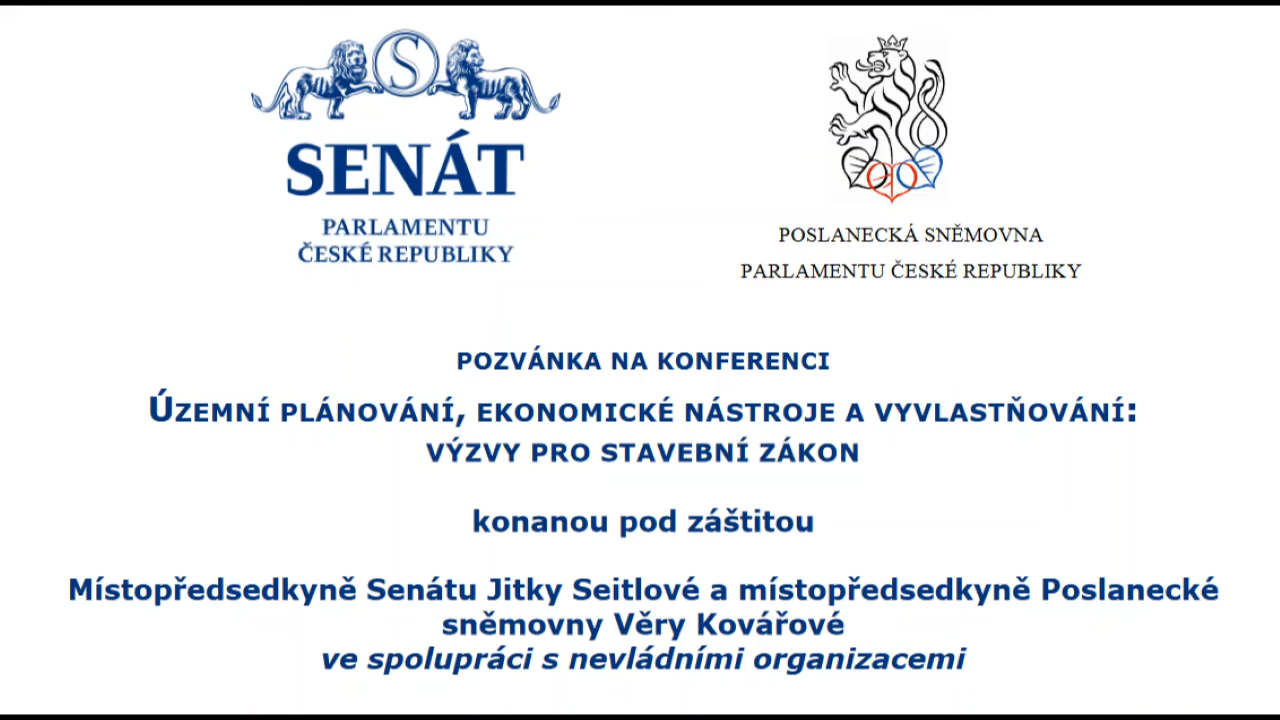 S
SENÁT
PARLAMENTU
ČESKÉ REPUBLIKY
POSLANECKÁ SNĚMOVNA
PARLAMENTU ČESKÉ REPUBLIKY
POZVÁNKA NA KONFERENCI
ÚZEMNÍ PLÁNOVÁNÍ, EKONOMICKÉ NÁSTROJE A VYVLASTŇOVÁNÍ:
VÝZVY PRO STAVEBNÍ ZÁKON
konanou pod záštitou
Místopředsedkyně Senátu Jitky Seitlové a místopředsedkyně Poslanecké
sněmovny Věry Kovářové
ve spolupráci s nevládními organizacemi